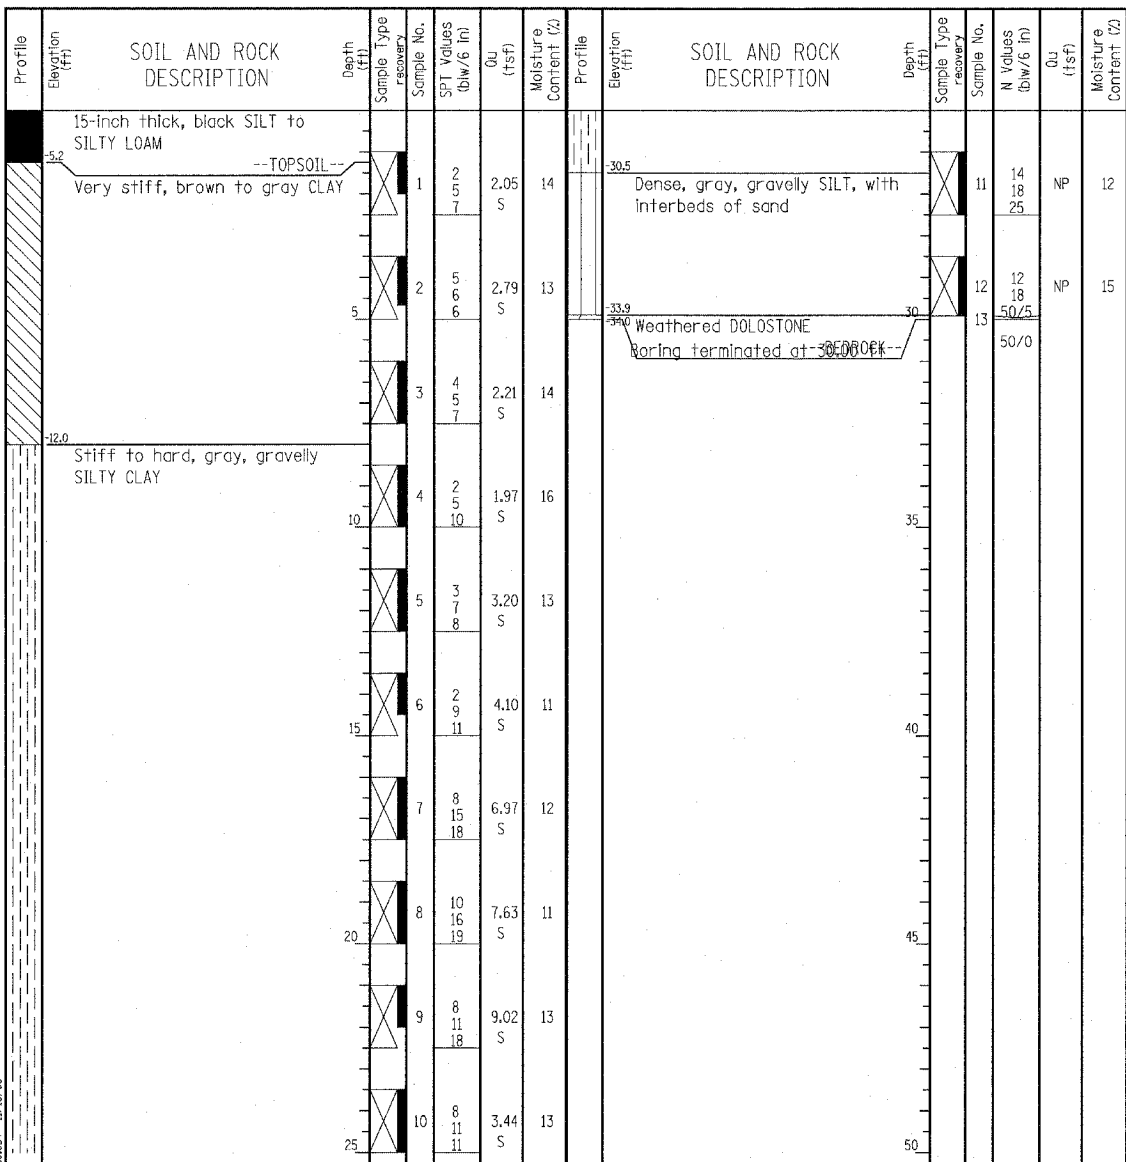 Profile
Elevation
(ft)
SOIL AND ROCK
DESCRIPTION
Depth
(ft)
Sample Type
recovery
Sample No.
SPT Values
(blw/6 in)
Qu
(tsf)
Moisture
Content (%)
Profile
Elevation
(ft)
SOIL AND ROCK
DESCRIPTION
Depth
(ft)
Sample Type
recovery
Sample No.
N Values
(blw/6 in)
Qu
(tsf)
Moisture
Content (%)
15-inch thick, black SILT to
SILTY LOAM
-5.2
--TOPSOIL--
Very stiff, brown to gray CLAY
1
2
5
7
2.05
S
14
5
2
5
6
6
2.79
S
13
3
4
5
7
2.21
S
14
-12.0
Stiff to hard, gray, gravelly
SILTY CLAY
10
4
2
5
10
1.97
S
16
5
3
7
8
3.20
S
13
15
6
2
9
11
4.10
S
11
7
8
15
18
6.97
S
12
20
8
10
16
19
7.63
S
11
9
8
11
18
9.02
S
13
25
10
8
11
11
3.44
S
13
-30.5
Dense, gray, gravelly SILT, with
interbeds of sand
11
14
18
25
NP
12
12
12
18
50/5
NP
15
-33.9
30
-34.0
Weathered DOLOSTONE
--BEDROCK--
Boring terminated at 30.00 ft
13
50/0
35
40
45
50